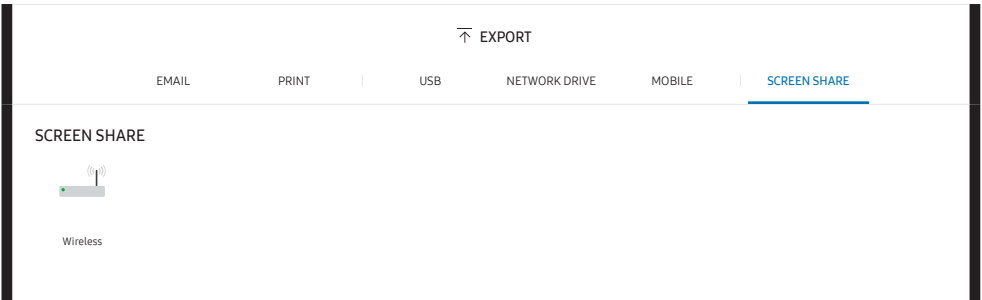 EXPORT
EMAIL PRINT USB NETWORK DRIVE MOBILE SCREEN SHARE
SCREEN SHARE
Wireless